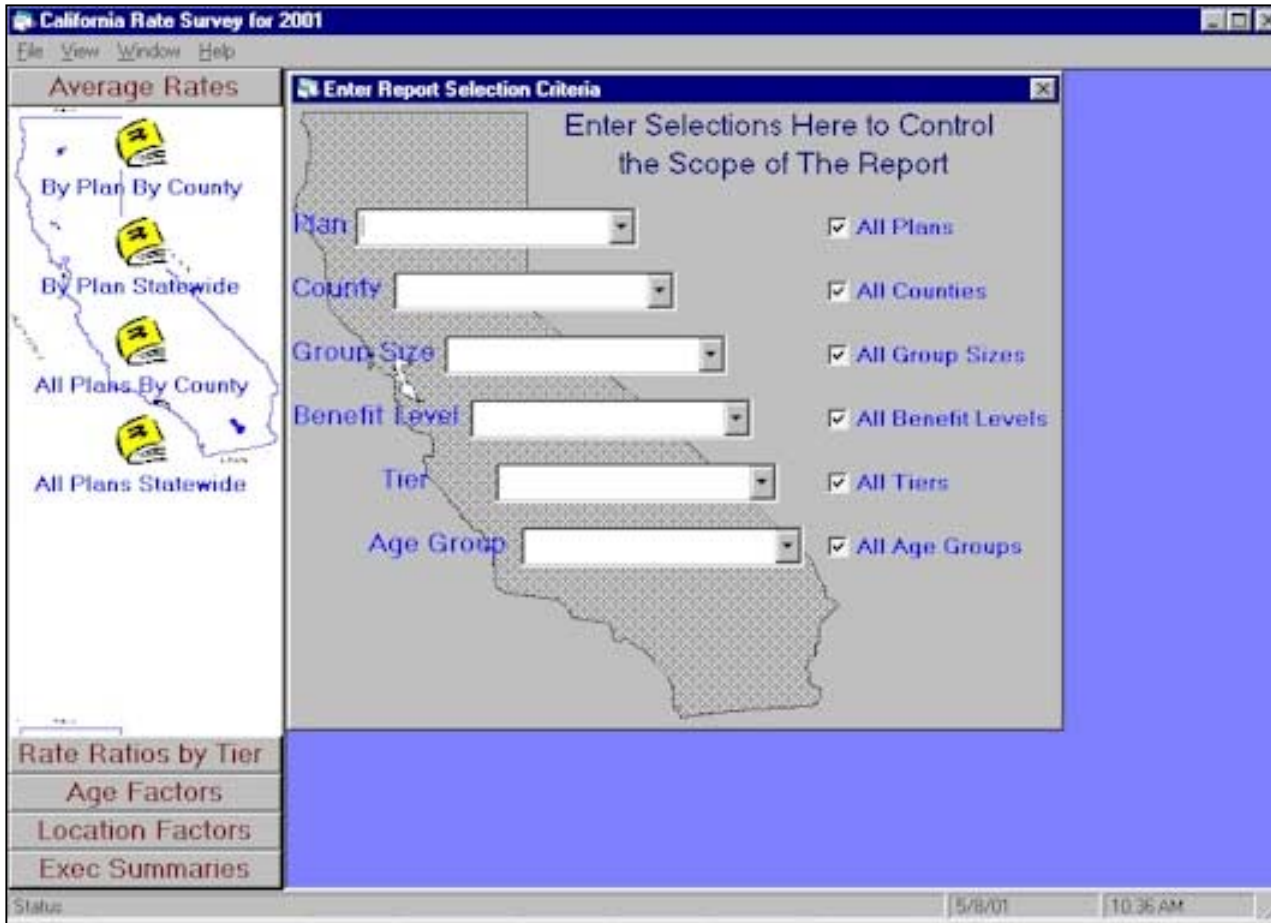 California Rate Survey for 2001
File View Window Help
Average Rates
By Plan By County
By Plan Statewide
All Plans By County
All Plans Statewide
Rate Ratios by Tier
Age Factors
Location Factors
Exec Summaries
Enter Report Selection Criteria
Enter Selections Here to Control
the Scope of The Report
Plan All Plans
County All Counties
Group Size All Group Sizes
Benefit Level All Benefit Levels
Tier All Tiers
Age Group All Age Groups
Status 5/8/01 10:36 AM